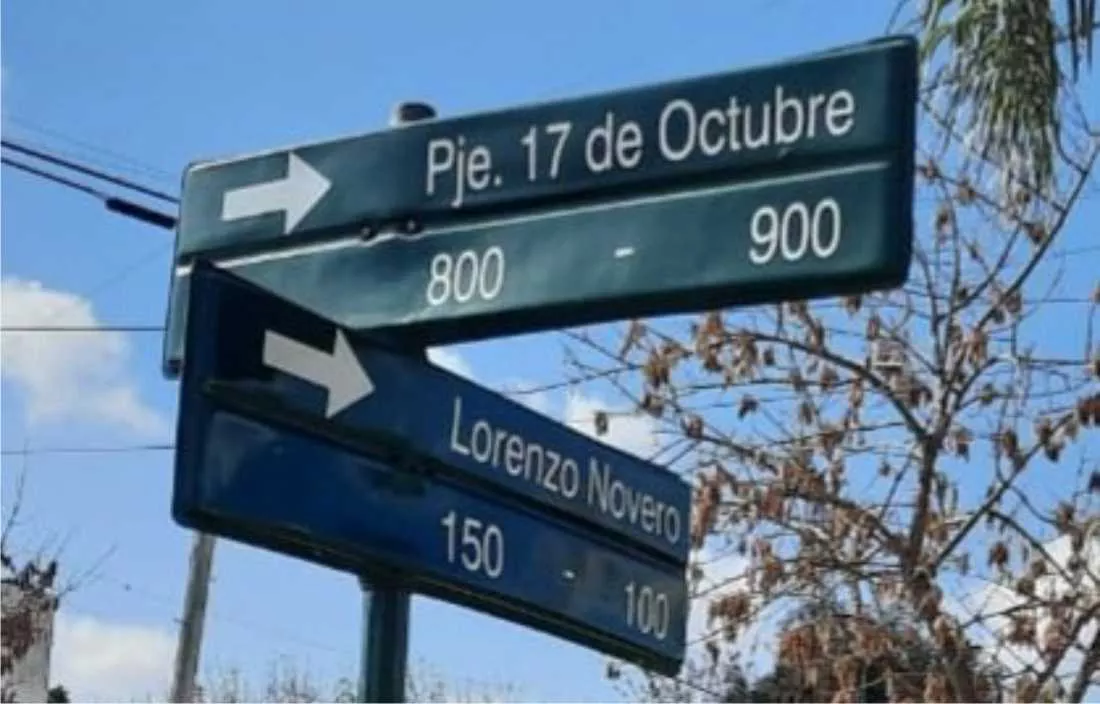 Pje. 17 de Octubre
800 - 900
Lorenzo Novero
150 - 100